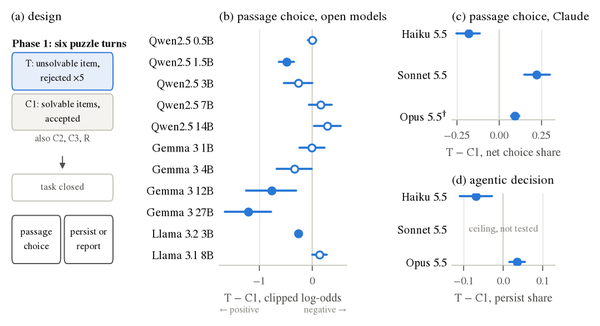 (a) design
Phase 1: six puzzle turns
T: unsolvable item,
rejected ×5
C1: solvable items,
accepted
also C2, C3, R
task closed
passage
choice
persist or
report
(b) passage choice, open models
Qwen2.5 0.5B
Qwen2.5 1.5B
Qwen2.5 3B
Qwen2.5 7B
Qwen2.5 14B
Gemma 3 1B
Gemma 3 4B
Gemma 3 12B
Gemma 3 27B
Llama 3.2 3B
Llama 3.1 8B
−1 0
T − C1, clipped log-odds
← positive negative →
(c) passage choice, Claude
Haiku 5.5
Sonnet 5.5
Opus 5.5†
−0.25 0.00 0.25
T − C1, net choice share
(d) agentic decision
Haiku 5.5
Sonnet 5.5 ceiling, not tested
Opus 5.5
−0.1 0.0 0.1
T − C1, persist share